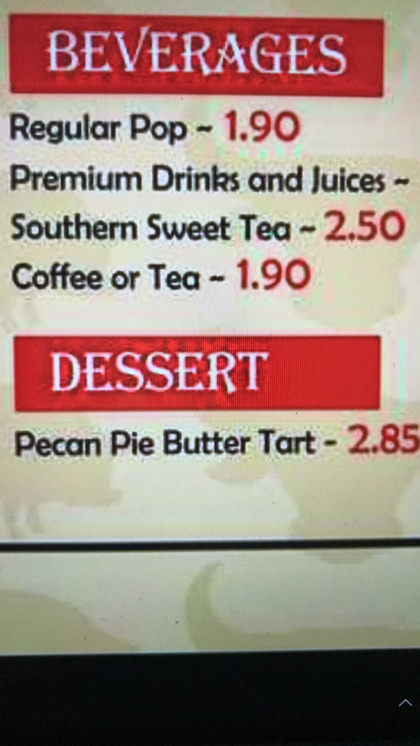 BEVERAGES
Regular Pop ~ 1.90
Premium Drinks and Juices ~
Southern Sweet Tea ~ 2.50
Coffee or Tea ~ 1.90
DESSERT
Pecan Pie Butter Tart - 2.85